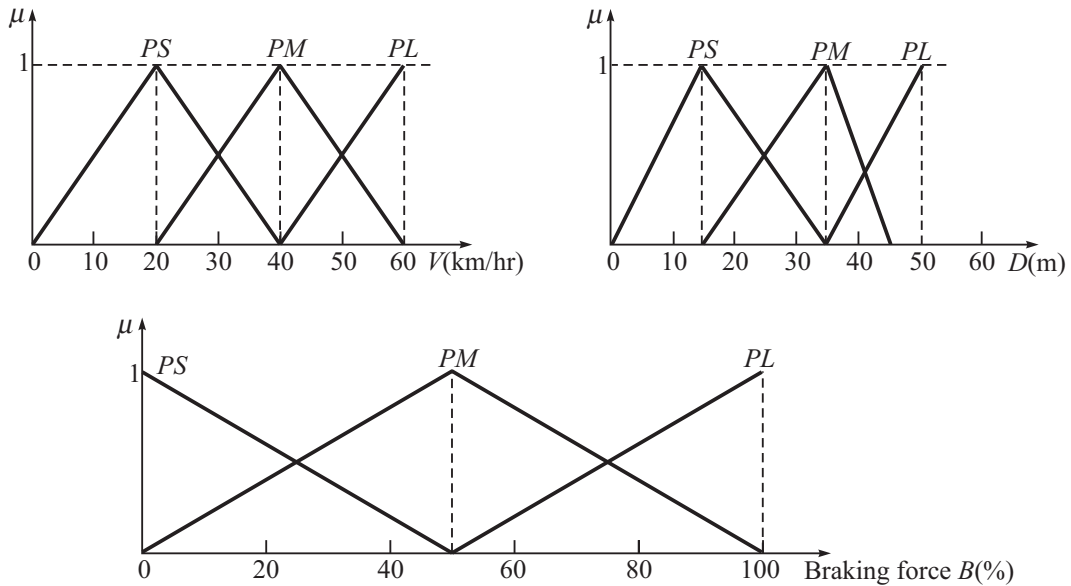 μ
PS PM PL
1
0 10 20 30 40 50 60 V(km/hr)
μ
PS PM PL
1
0 10 20 30 40 50 60 D(m)
μ
PS PM PL
1
0 20 40 50 60 80 100 Braking force B(%)